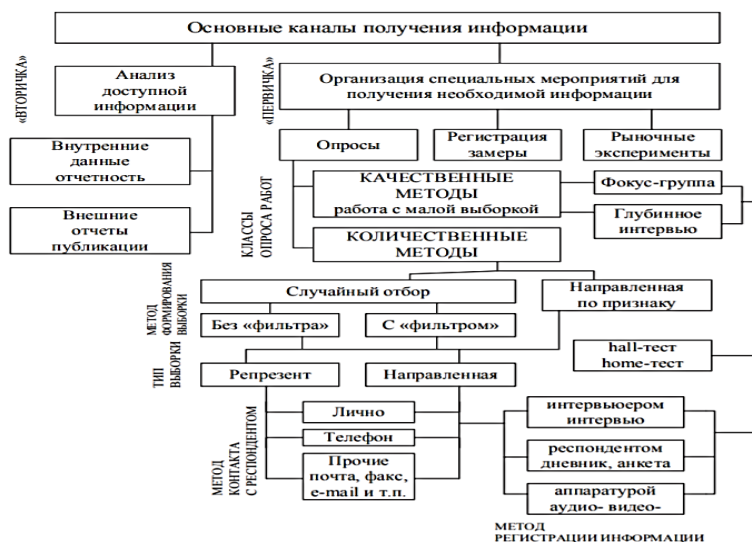 Основные каналы получения информации
«ВТОРИЧКА»
Анализ
доступной
информации
«ПЕРВИЧКА»
Организация специальных мероприятий для
получения необходимой информации
Внутренние
данные
отчетность
Внешние
отчеты
публикации
Опросы
Регистрация
замеры
Рыночные
эксперименты
КЛАССЫ
ОПРОСА РАБОТ
КАЧЕСТВЕННЫЕ
МЕТОДЫ
работа с малой выборкой
Фокус-группа
Глубинное
интервью
КОЛИЧЕСТВЕННЫЕ
МЕТОДЫ
МЕТОД
ФОРМИРОВАНИЯ
ВЫБОРКИ
Случайный отбор
Направленная
по признаку
Без «фильтра»
С «фильтром»
hall-тест
home-тест
ТИП
ВЫБОРКИ
Репрезент
Направленная
МЕТОД
КОНТАКТА
С РЕСПОНДЕНТОМ
Лично
Телефон
Прочие
почта, факс,
e-mail и т.п.
интервьюером
интервью
респондентом
дневник, анкета
аппаратурой
аудио- видео-
МЕТОД
РЕГИСТРАЦИИ ИНФОРМАЦИИ